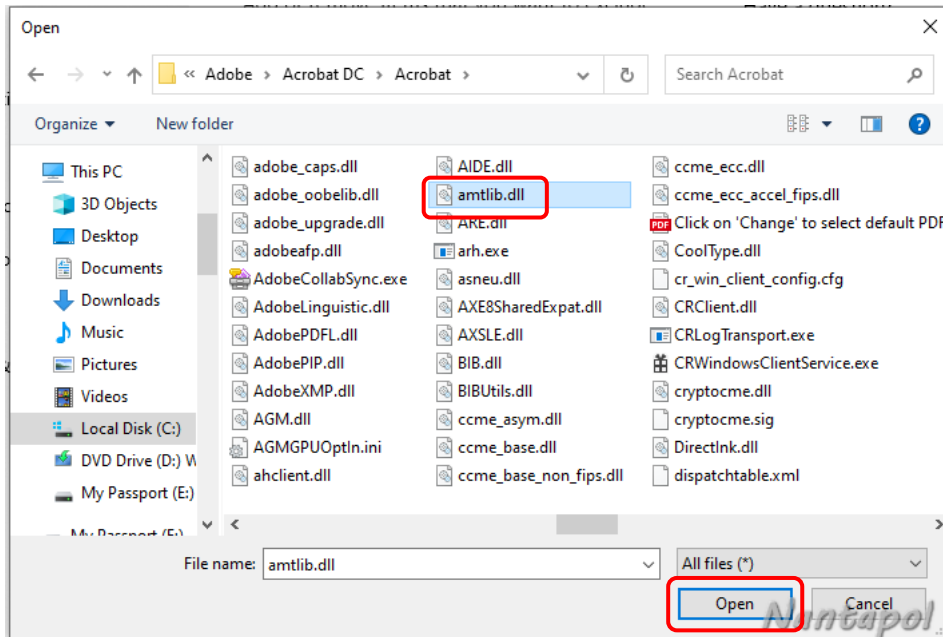 Open
« Adobe > Acrobat DC > Acrobat >
Search Acrobat
Organize
New folder
This PC
3D Objects
Desktop
Documents
Downloads
Music
Pictures
Videos
Local Disk (C:)
DVD Drive (D:) W
My Passport (E:)
adobe_caps.dll
adobe_oobelib.dll
adobe_upgrade.dll
adobeafp.dll
AdobeCollabSync.exe
AdobeLinguistic.dll
AdobePDFL.dll
AdobePIP.dll
AdobeXMP.dll
AGM.dll
AGMGPUOptIn.ini
ahclient.dll
AIDE.dll
amtlib.dll
ARE.dll
arh.exe
asneu.dll
AXE8SharedExpat.dll
AXSLE.dll
BIB.dll
BIBUtils.dll
ccme_asym.dll
ccme_base.dll
ccme_base_non_fips.dll
ccme_ecc.dll
ccme_ecc_accel_fips.dll
PDF Click on 'Change' to select default PDF
CoolType.dll
cr_win_client_config.cfg
CRClient.dll
CRLogTransport.exe
CRWindowsClientService.exe
cryptocme.dll
cryptocme.sig
DirectInk.dll
dispatchtable.xml
File name: amtlib.dll
All files (*)
Open
Cancel
Nantapol